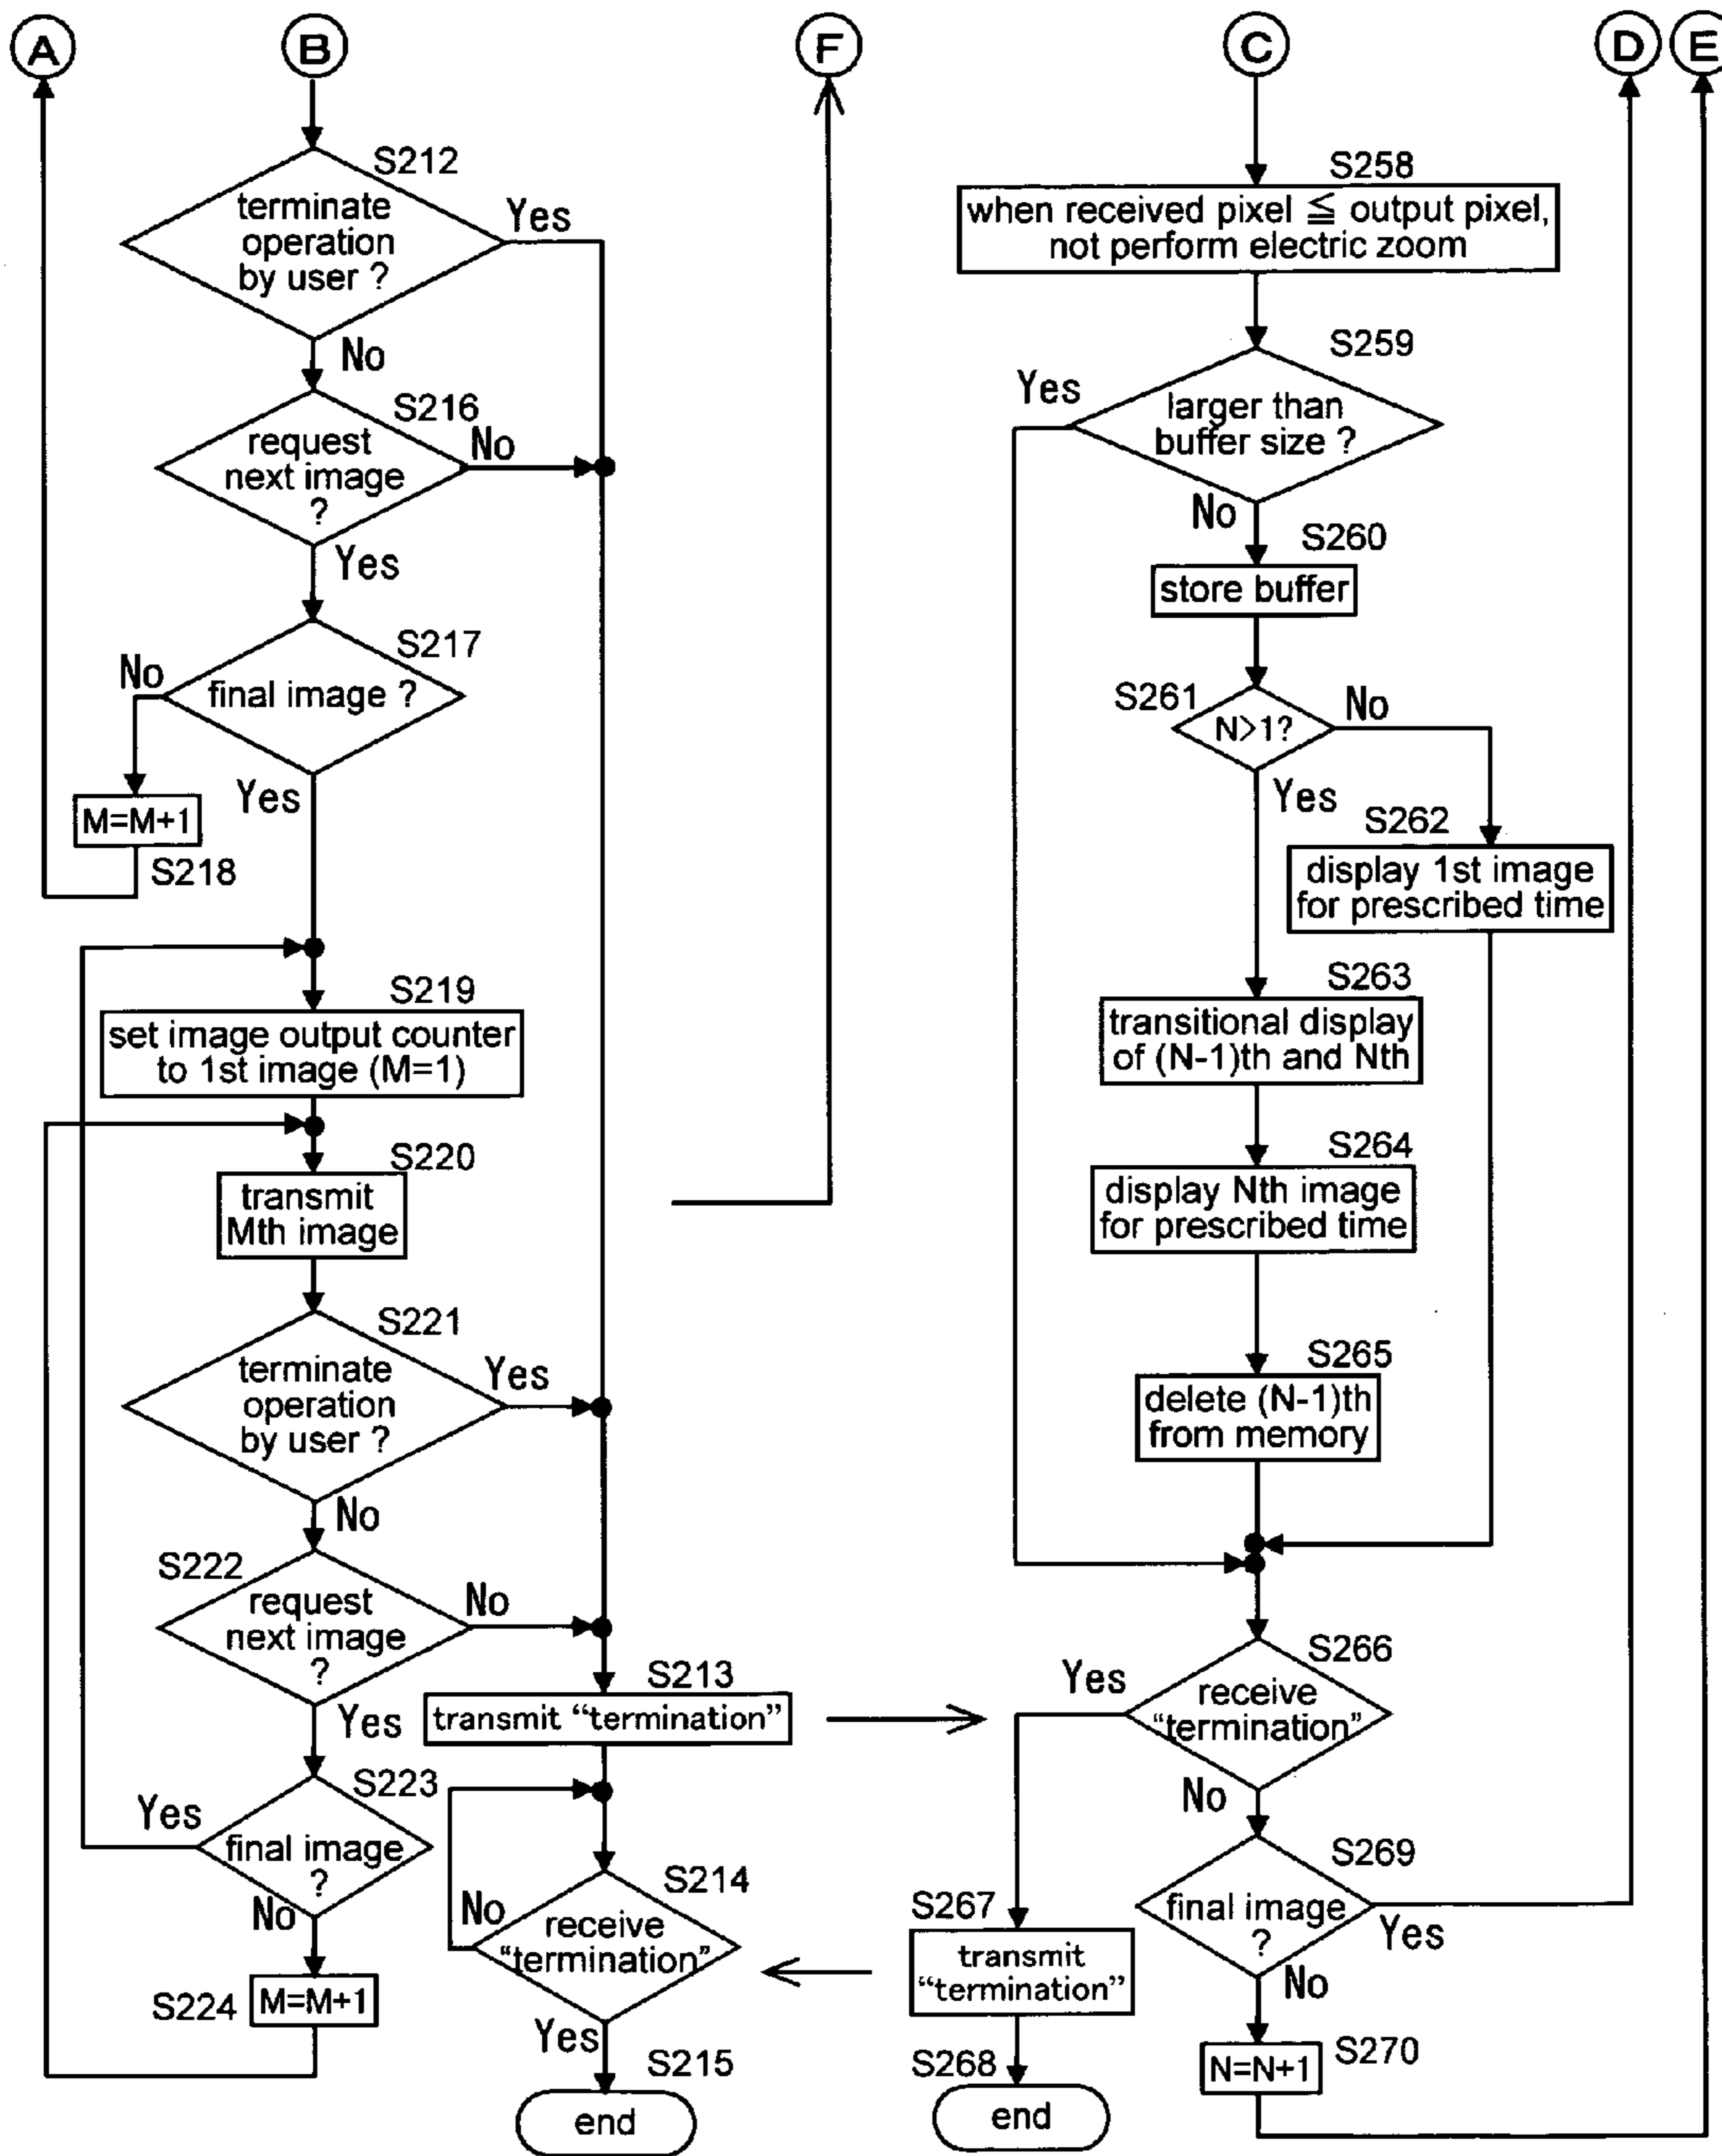 A
B
F
C
D
E
S212
terminate
operation
by user ?
Yes
No
S216
request
next image
?
No
Yes
S217
final image ?
No
Yes
M=M+1
S218
S219
set image output counter
to 1st image (M=1)
S220
transmit
Mth image
S221
terminate
operation
by user ?
Yes
No
S222
request
next image
?
No
Yes
S223
final image
?
Yes
No
S224
M=M+1
S213
transmit “termination”
S214
receive
“termination”
No
Yes
S215
end
S258
when received pixel ≦ output pixel,
not perform electric zoom
S259
larger than
buffer size ?
Yes
No
S260
store buffer
S261
N>1?
No
Yes
S262
display 1st image
for prescribed time
S263
transitional display
of (N-1)th and Nth
S264
display Nth image
for prescribed time
S265
delete (N-1)th
from memory
S266
receive
“termination”
Yes
No
S267
transmit
“termination”
S268
end
S269
final image
?
Yes
No
S270
N=N+1